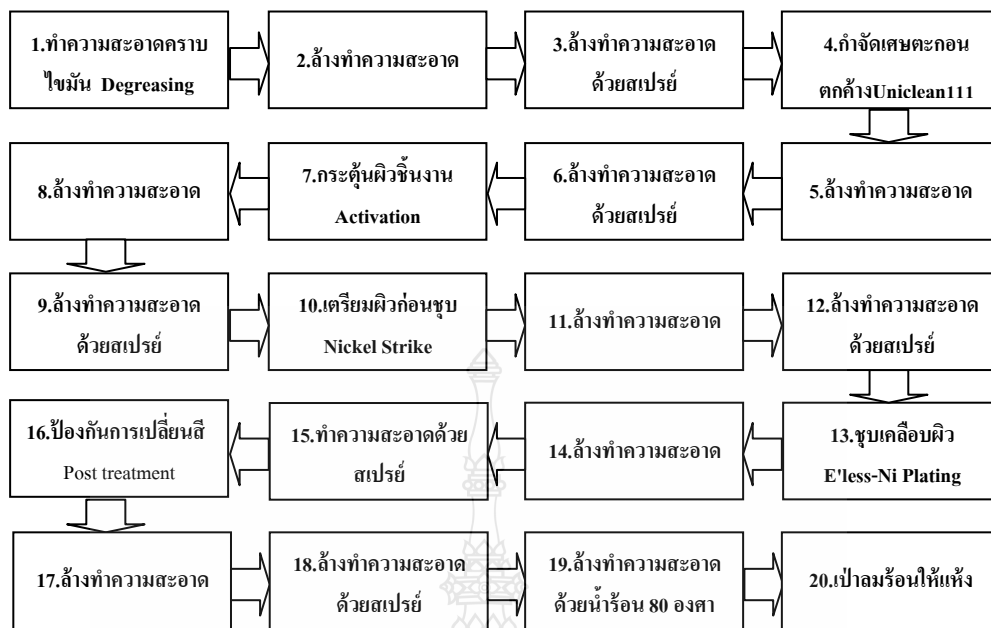 1.ทำความสะอาดคราบ
ไขมัน Degreasing
2.ล้างทำความสะอาด
3.ล้างทำความสะอาด
ด้วยสเปรย์
4.กำจัดเศษตะกอน
ตกค้างUniclean111
5.ล้างทำความสะอาด
6.ล้างทำความสะอาด
ด้วยสเปรย์
7.กระตุ้นผิวชิ้นงาน
Activation
8.ล้างทำความสะอาด
9.ล้างทำความสะอาด
ด้วยสเปรย์
10.เตรียมผิวก่อนชุบ
Nickel Strike
11.ล้างทำความสะอาด
12.ล้างทำความสะอาด
ด้วยสเปรย์
13.ชุบเคลือบผิว
E'less-Ni Plating
14.ล้างทำความสะอาด
15.ทำความสะอาดด้วย
สเปรย์
16.ป้องกันการเปลี่ยนสี
Post treatment
17.ล้างทำความสะอาด
18.ล้างทำความสะอาด
ด้วยสเปรย์
19.ล้างทำความสะอาด
ด้วยน้ำร้อน 80 องศา
20.เป่าลมร้อนให้แห้ง